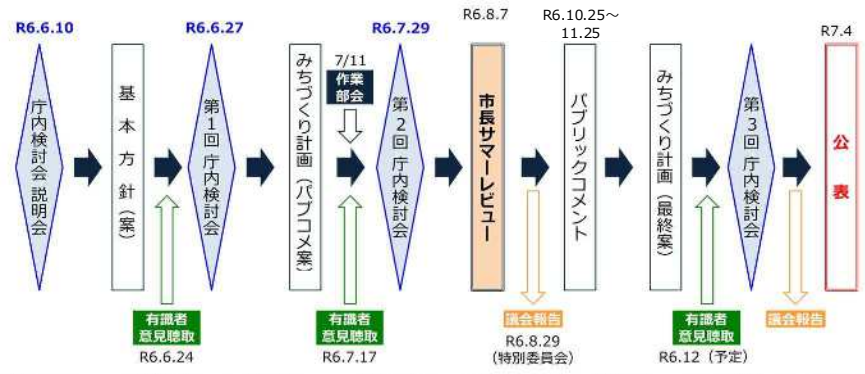 R6.6.10
庁内検討会 説明会
基本方針（案）
R6.6.27
第１回 庁内検討会
みちづくり計画（パブコメ案）
7/11
作業
部会
R6.7.29
第２回 庁内検討会
R6.8.7
市長サマーレビュー
R6.10.25～
11.25
パブリックコメント
みちづくり計画（最終案）
第３回 庁内検討会
R7.4
公表
有識者
意見聴取
R6.6.24
有識者
意見聴取
R6.7.17
議会報告
R6.8.29
(特別委員会)
有識者
意見聴取
R6.12（予定）
議会報告